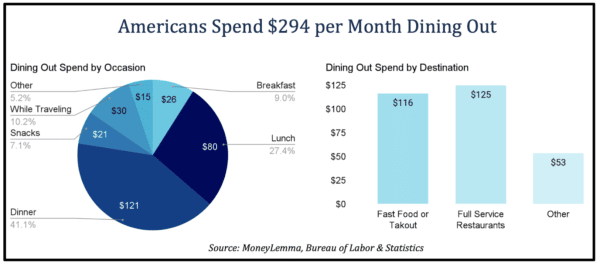 Americans Spend $294 per Month Dining Out
Dining Out Spend by Occasion
Other
5.2%
While Traveling
10.2%
Snacks
7.1%
Dinner
41.1%
Breakfast
9.0%
Lunch
27.4%
$15
$26
$30
$21
$80
$121
Dining Out Spend by Destination
$125
$100
$75
$50
$25
$0
$116
$125
$53
Fast Food or
Takout
Full Service
Restaurants
Other
Source: MoneyLemma, Bureau of Labor & Statistics